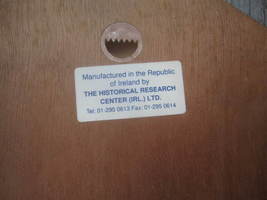 Manufactured in the Republic
of Ireland by
THE HISTORICAL RESEARCH
CENTER (IRL.) LTD.
Tel: 01-295 0613 Fax: 01-295 0614